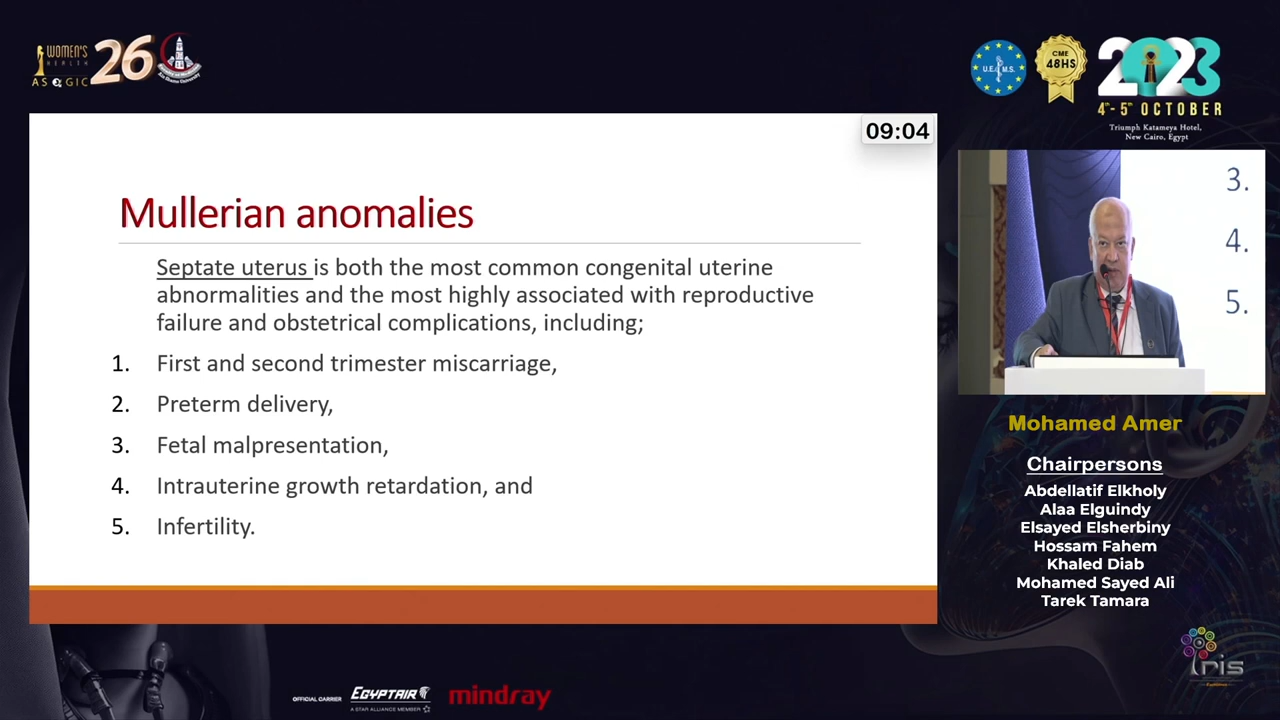 WOMEN'S
HEALTH
ASOGIC
26
U.E.M.S.
CME
48HS
2023
4th- 5th OCTOBER
Triumph Katameya Hotel,
New Cairo, Egypt
09:04
Mullerian anomalies
Septate uterus is both the most common congenital uterine
abnormalities and the most highly associated with reproductive
failure and obstetrical complications, including;
1. First and second trimester miscarriage,
2. Preterm delivery,
3. Fetal malpresentation,
4. Intrauterine growth retardation, and
5. Infertility.
3.
4.
5.
Mohamed Amer
Chairpersons
Abdellatif Elkholy
Alaa Elguindy
Elsayed Elsherbiny
Hossam Fahem
Khaled Diab
Mohamed Sayed Ali
Tarek Tamara
iris
OFFICIAL CARRIER
EGYPTAIR
A STAR ALLIANCE MEMBER
mindray